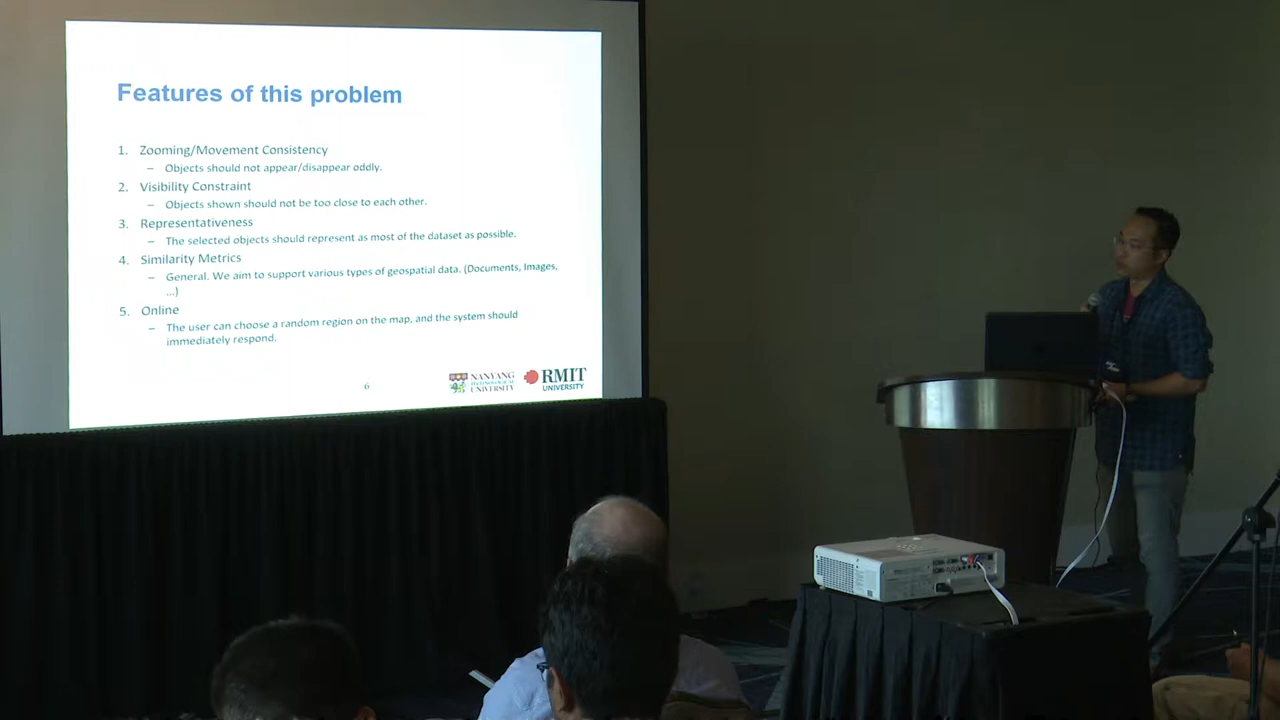 Features of this problem
1. Zooming/Movement Consistency
– Objects should not appear/disappear oddly.
2. Visibility Constraint
– Objects shown should not be too close to each other.
3. Representativeness
– The selected objects should represent as most of the dataset as possible.
4. Similarity Metrics
– General. We aim to support various types of geospatial data. (Documents, Images,
...)
5. Online
– The user can choose a random region on the map, and the system should
immediately respond.
6
NANYANG
TECHNOLOGICAL
UNIVERSITY
RMIT
UNIVERSITY